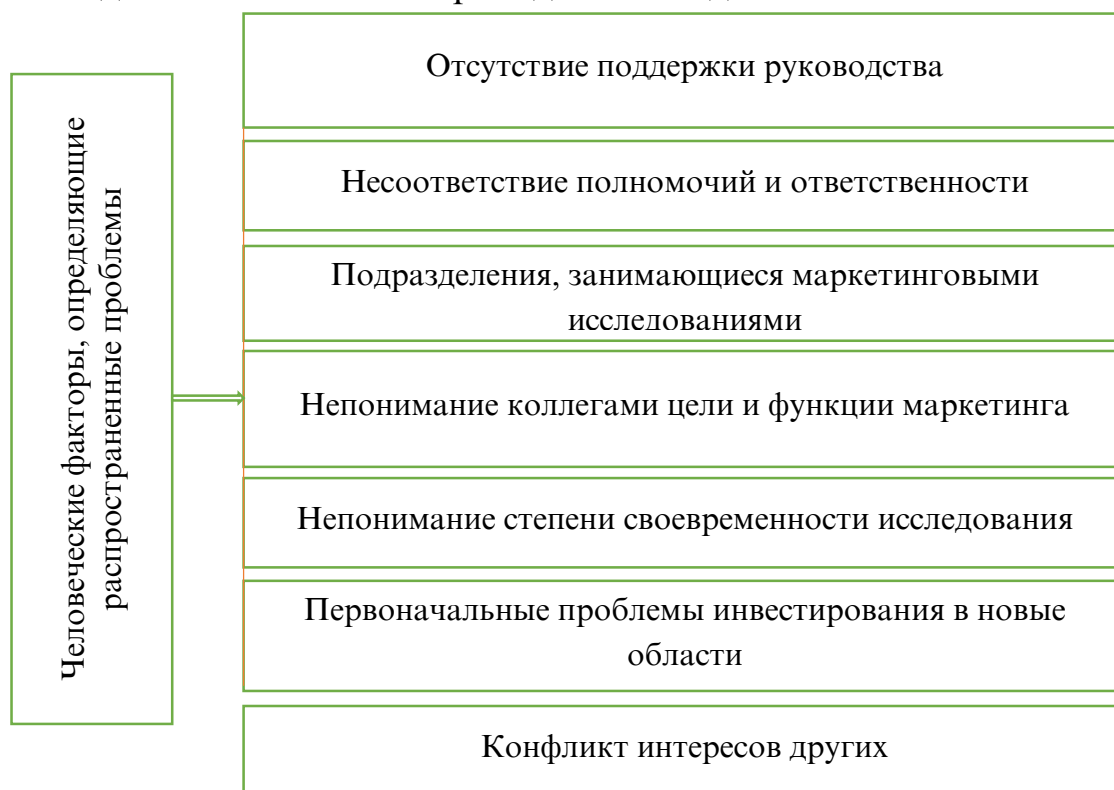 Человеческие факторы, определяющие
распространенные проблемы
Отсутствие поддержки руководства
Несоответствие полномочий и ответственности
Подразделения, занимающиеся маркетинговыми
исследованиями
Непонимание коллегами цели и функции маркетинга
Непонимание степени своевременности исследования
Первоначальные проблемы инвестирования в новые
области
Конфликт интересов других